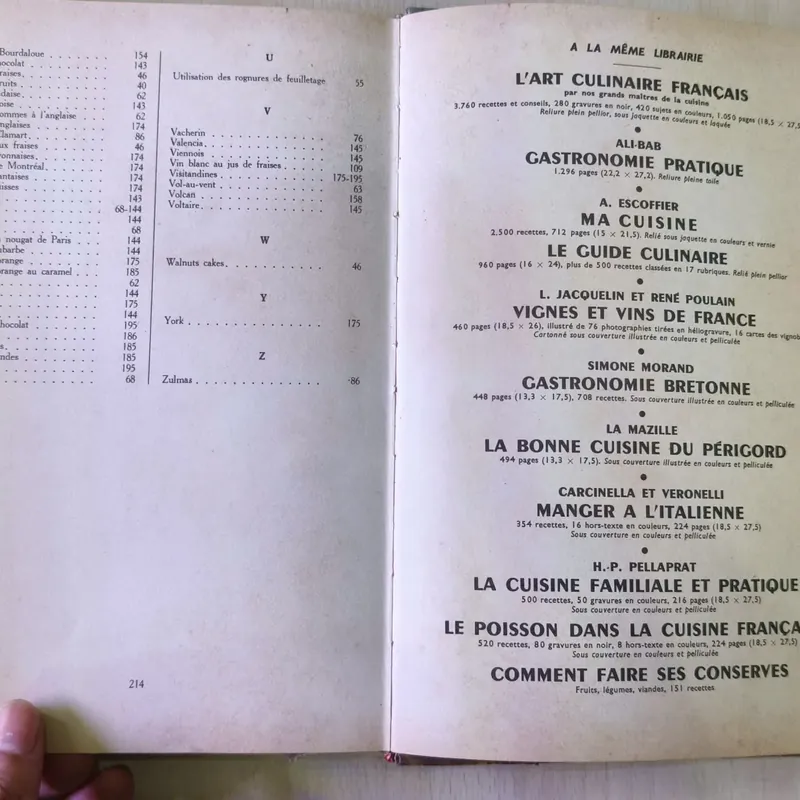 Bourdaloue . . . . . . . 154
143
46
40
62
143
à l'anglaise 62
174
86
fraises 46
174
de Montréal 174
174
174
143
68-144
144
68
nougat de Paris . . . 144
144
orange 175
orange au caramel . . . 185
62
144
175
144
195
186
185
185
195
68
U
Utilisation des rognures de feuilletage 55
V
Vacherin 76
Valencia 145
Viennois 145
Vin blanc au jus de fraises 109
Visitandines 175-195
Vol-au-vent 63
Volcan 158
Voltaire 145
W
Walnuts cakes 46
Y
York 175
Z
Zulmas 86
214
A LA MÊME LIBRAIRIE
L'ART CULINAIRE FRANÇAIS
par nos grands maîtres de la cuisine
3.760 recettes et conseils, 280 gravures en noir, 420 sujets en couleurs, 1.050 pages (18,5 × 27,5)
Reliure plein pellior, sous jaquette en couleurs et laquée
ALI-BAB
GASTRONOMIE PRATIQUE
1.296 pages (22,2 × 27,2). Reliure pleine toile
A. ESCOFFIER
MA CUISINE
2.500 recettes, 712 pages (15 × 21,5). Relié sous jaquette en couleurs et vernie
LE GUIDE CULINAIRE
960 pages (16 × 24), plus de 500 recettes classées en 17 rubriques. Relié plein pellior
L. JACQUELIN ET RENÉ POULAIN
VIGNES ET VINS DE FRANCE
460 pages (18,5 × 26), illustré de 76 photographies tirées en héliogravure, 16 cartes des vignob
Cartonné sous couverture illustrée en couleurs et pelliculée
SIMONE MORAND
GASTRONOMIE BRETONNE
448 pages (13,3 × 17,5), 708 recettes. Sous couverture illustrée en couleurs et pelliculée
LA MAZILLE
LA BONNE CUISINE DU PÉRIGORD
494 pages (13,3 × 17,5). Sous couverture illustrée en couleurs et pelliculée
CARCINELLA ET VERONELLI
MANGER A L'ITALIENNE
354 recettes, 16 hors-texte en couleurs, 224 pages (18,5 × 27,5)
Sous couverture en couleurs et pelliculée
H.-P. PELLAPRAT
LA CUISINE FAMILIALE ET PRATIQUE
500 recettes, 50 gravures en couleurs, 216 pages (18,5 × 27,5)
Sous couverture en couleurs et pelliculée
LE POISSON DANS LA CUISINE FRANÇA
520 recettes, 80 gravures en noir, 8 hors-texte en couleurs, 224 pages (18,5 × 27,5)
Sous couverture en couleurs et pelliculée
COMMENT FAIRE SES CONSERVES
Fruits, légumes, viandes, 151 recettes